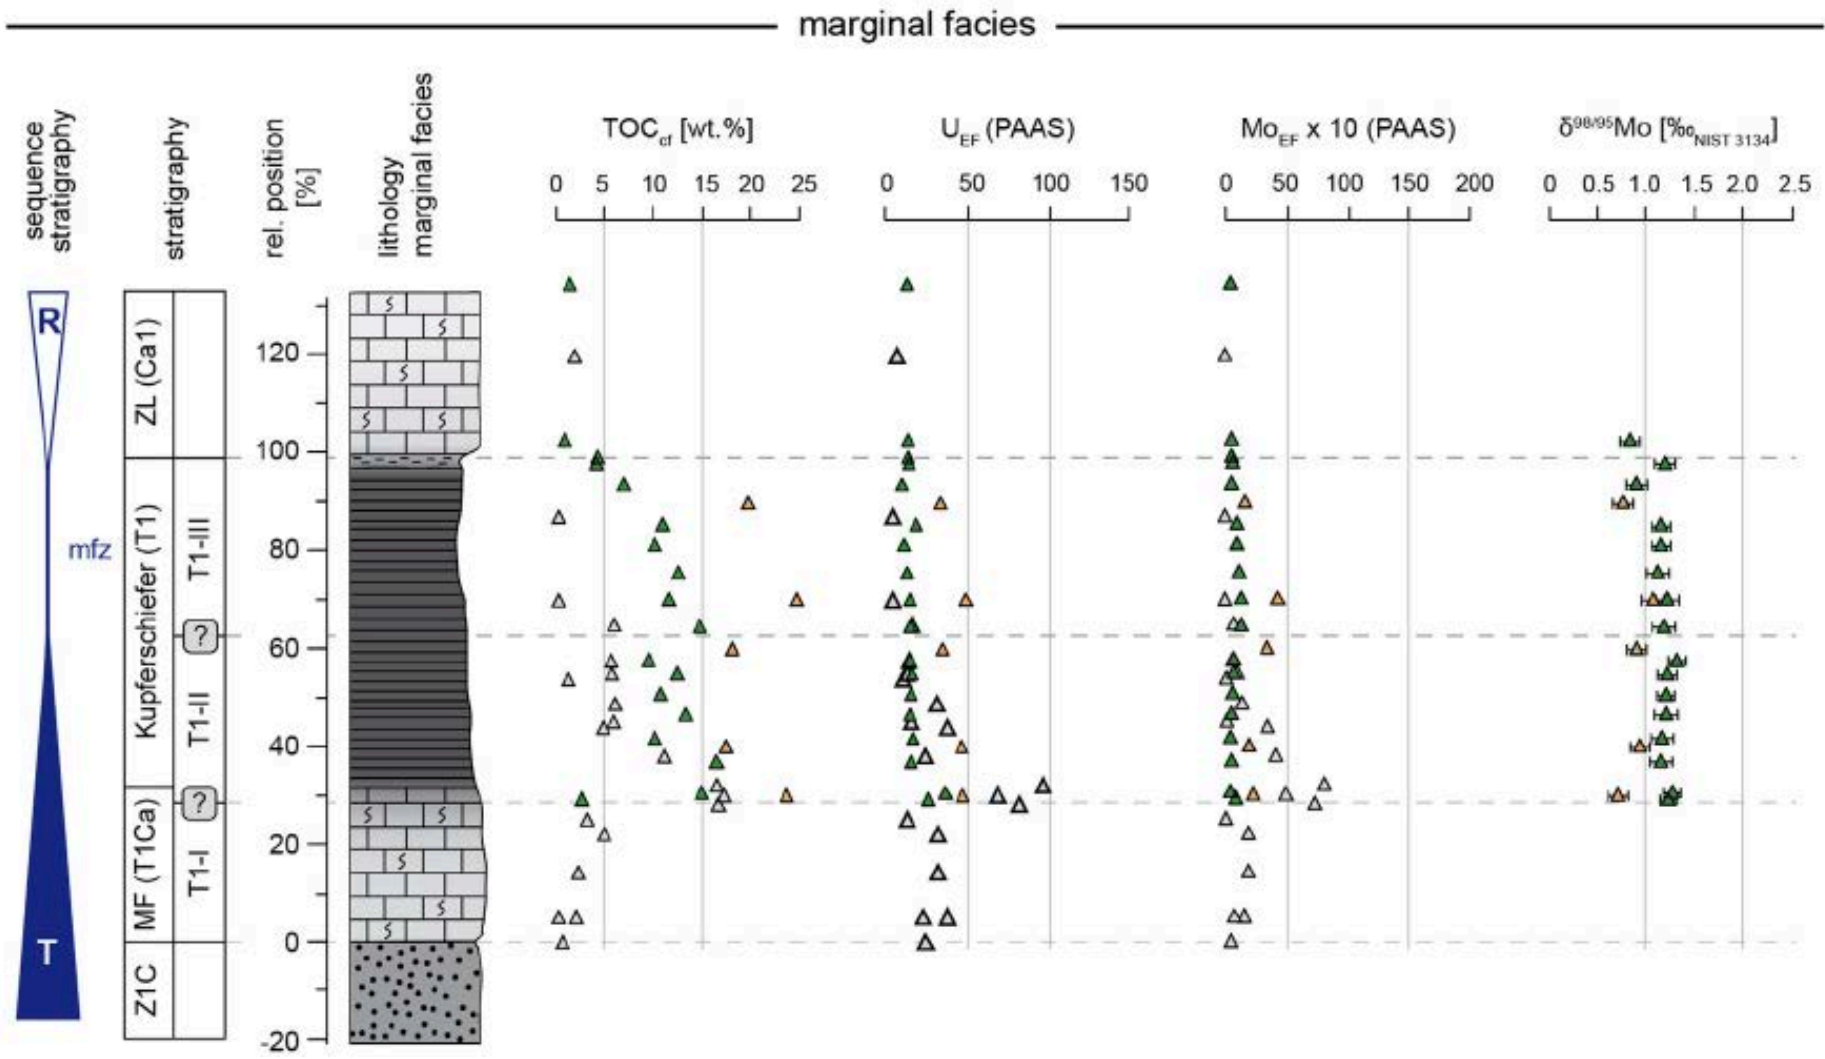 marginal facies
sequence
stratigraphy
stratigraphy
rel. position
[%]
lithology
marginal facies
TOCcf [wt.%]
UEF (PAAS)
MoEF x 10 (PAAS)
δ98/95Mo [‰NIST 3134]
0 5 10 15 20 25
0 50 100 150
0 50 100 150 200
0 0.5 1.0 1.5 2.0 2.5
R
mfz
T
ZL (Ca1)
Kupferschiefer (T1)
MF (T1Ca)
Z1C
T1-III
?
T1-II
?
T1-I
120
100
80
60
40
20
0
-20